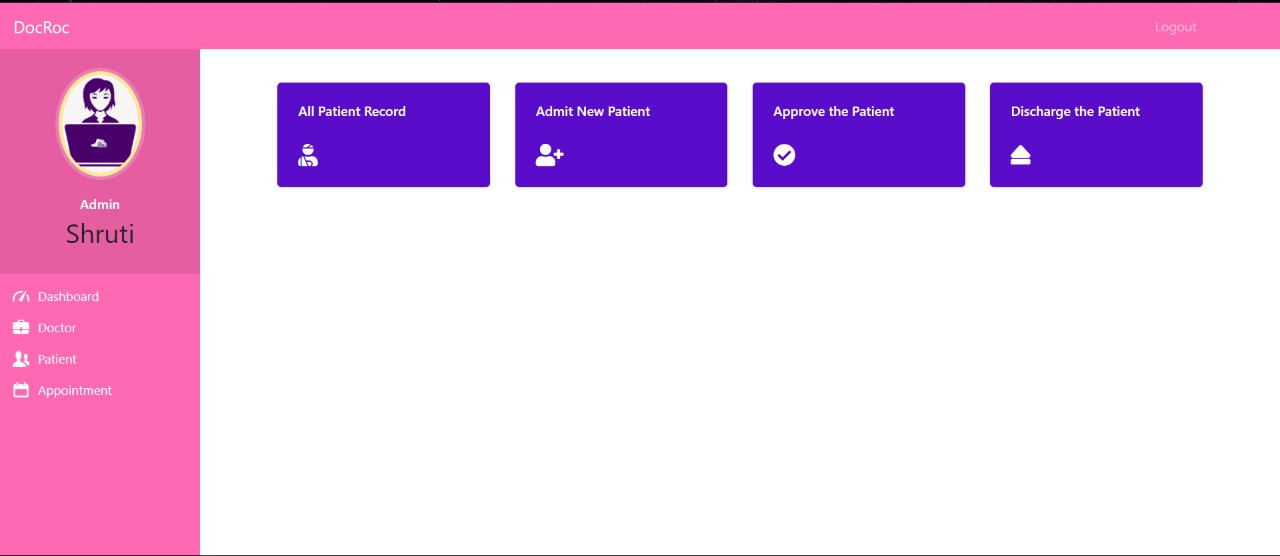 DocRoc
Logout
Admin
Shruti
Dashboard
Doctor
Patient
Appointment
All Patient Record
Admit New Patient
Approve the Patient
Discharge the Patient